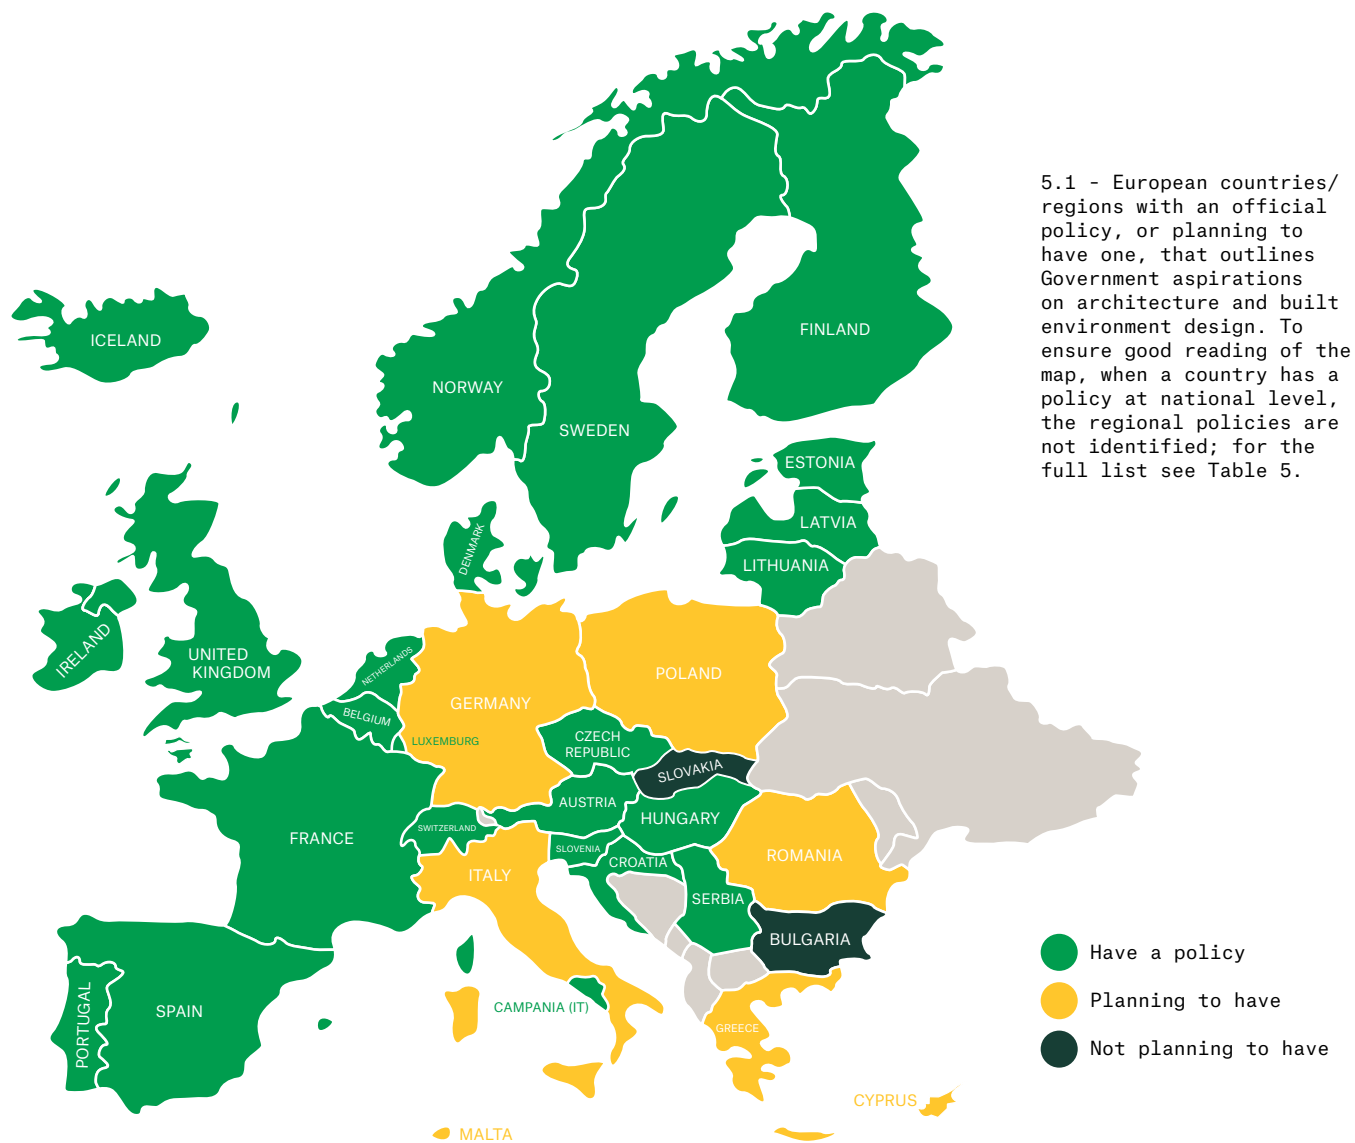 5.1 - European countries/
regions with an official
policy, or planning to
have one, that outlines
Government aspirations
on architecture and built
environment design. To
ensure good reading of the
map, when a country has a
policy at national level,
the regional policies are
not identified; for the
full list see Table 5.
ICELAND
FINLAND
NORWAY
SWEDEN
ESTONIA
LATVIA
DENMARK
LITHUANIA
IRELAND
UNITED
KINGDOM
NETHERLANDS
POLAND
GERMANY
BELGIUM
LUXEMBURG
CZECH
REPUBLIC
SLOVAKIA
AUSTRIA
HUNGARY
SWITZERLAND
FRANCE
SLOVENIA
ROMANIA
CROATIA
ITALY
SERBIA
BULGARIA
CAMPANIA (IT)
SPAIN
PORTUGAL
GREECE
CYPRUS
MALTA
Have a policy
Planning to have
Not planning to have